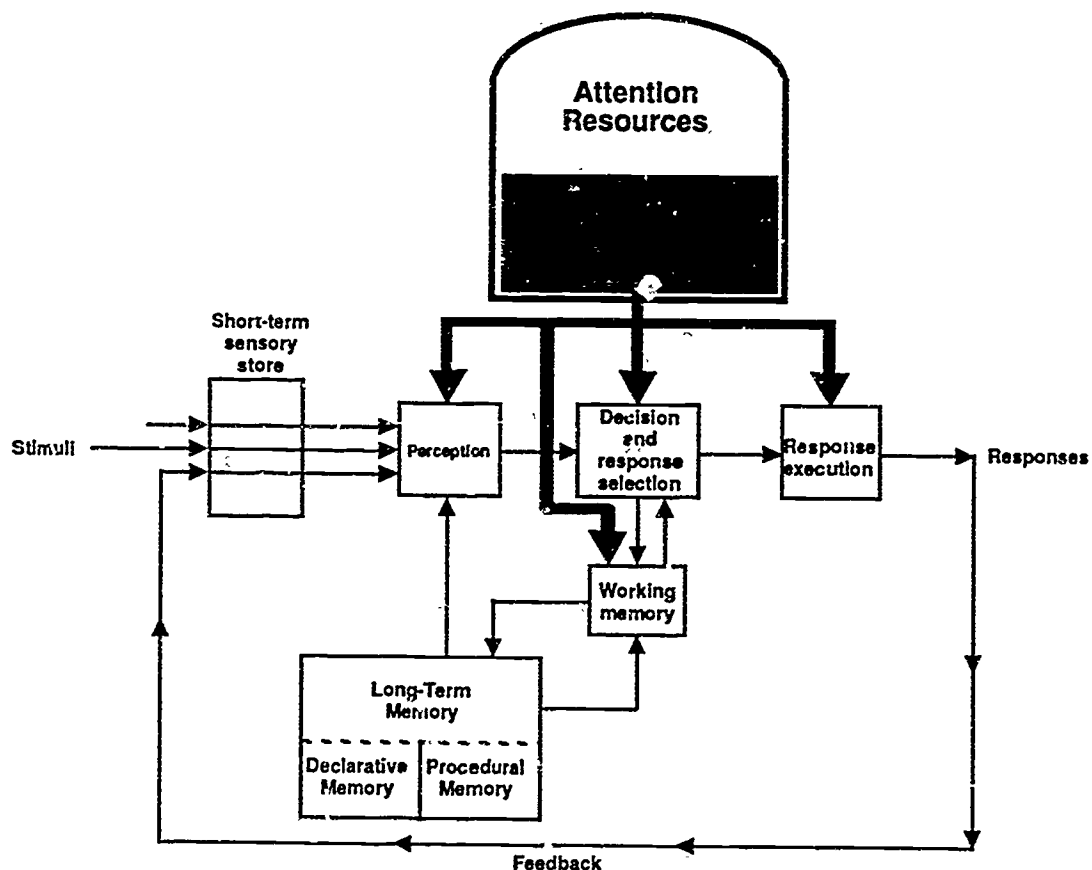 Attention
Resources
Short-term
sensory
store
Stimuli
Perception
Decision
and
response
selection
Response
execution
Responses
Working
memory
Long-Term
Memory
Declarative
Memory
Procedural
Memory
Feedback